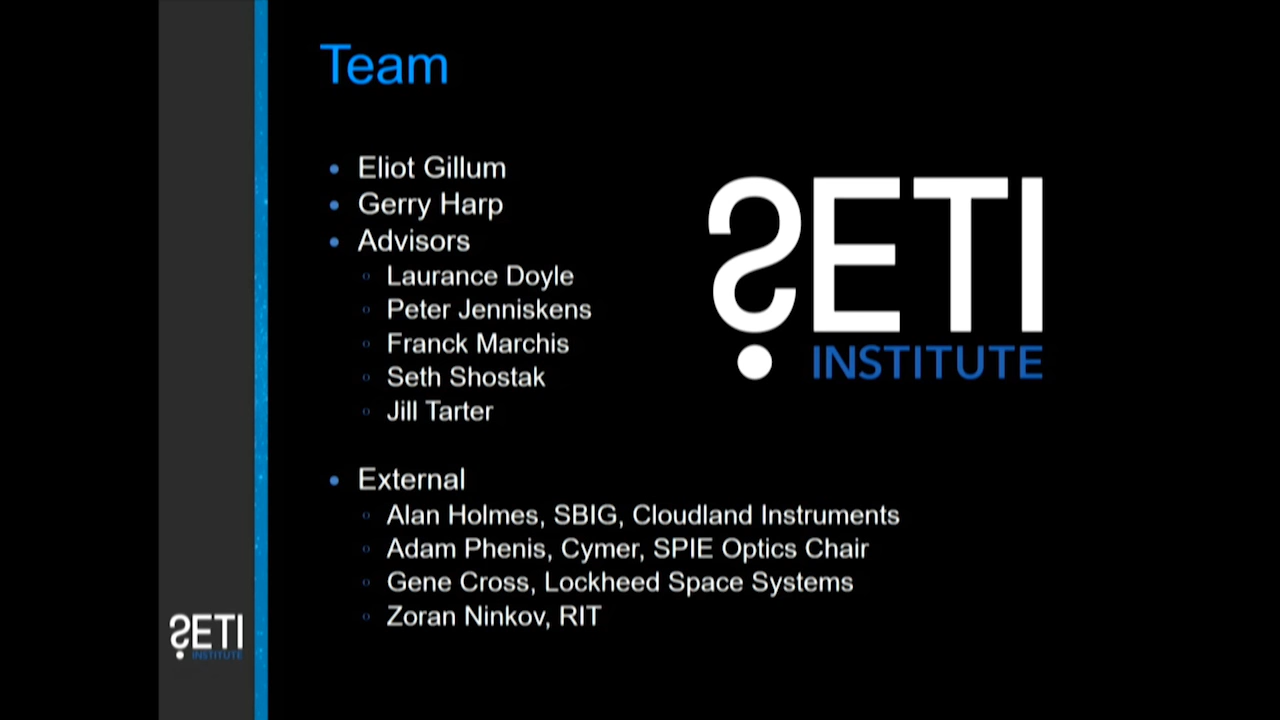 Team
Eliot Gillum
Gerry Harp
Advisors
Laurance Doyle
Peter Jenniskens
Franck Marchis
Seth Shostak
Jill Tarter
SETI
INSTITUTE
External
Alan Holmes, SBIG, Cloudland Instruments
Adam Phenis, Cymer, SPIE Optics Chair
Gene Cross, Lockheed Space Systems
Zoran Ninkov, RIT
SETI
INSTITUTE